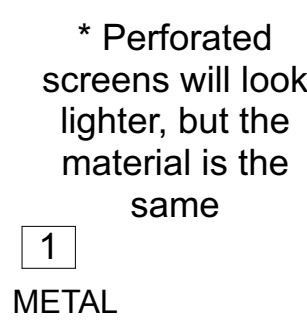 * Perforated
screens will look
lighter, but the
material is the
same
1
METAL